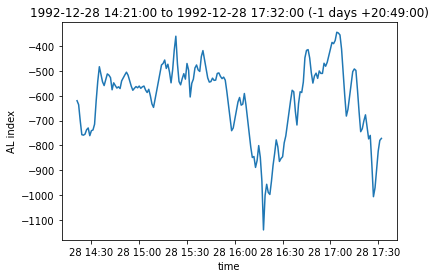 1992-12-28 14:21:00 to 1992-12-28 17:32:00 (-1 days +20:49:00)
−400
−500
−600
−700
−800
−900
−1000
−1100
AL index
28 14:30 28 15:00 28 15:30 28 16:00 28 16:30 28 17:00 28 17:30
time